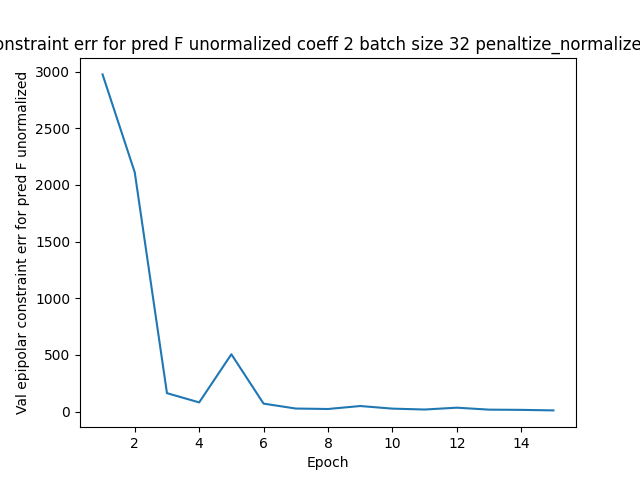 onstraint err for pred F unormalized coeff 2 batch size 32 penaltize_normalize
Val epipolar constraint err for pred F unormalized
3000
2500
2000
1500
1000
500
0
2 4 6 8 10 12 14
Epoch